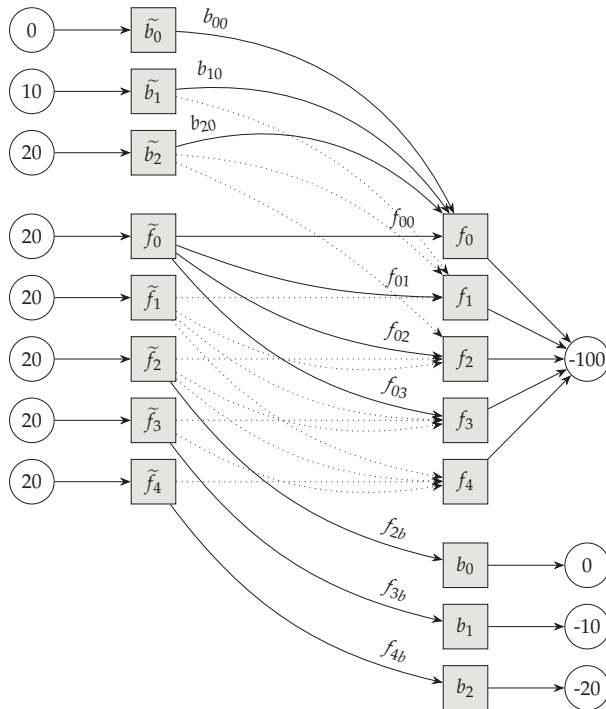 0 b̃₀ b₀₀
10 b̃₁ b₁₀
20 b̃₂ b₂₀
20 f̃₀ f₀₀ f₀
20 f̃₁ f₀₁ f₁
20 f̃₂ f₀₂ f₂ -100
20 f̃₃ f₀₃ f₃
20 f̃₄ f₄
f₂b b₀ 0
f₃b b₁ -10
f₄b b₂ -20